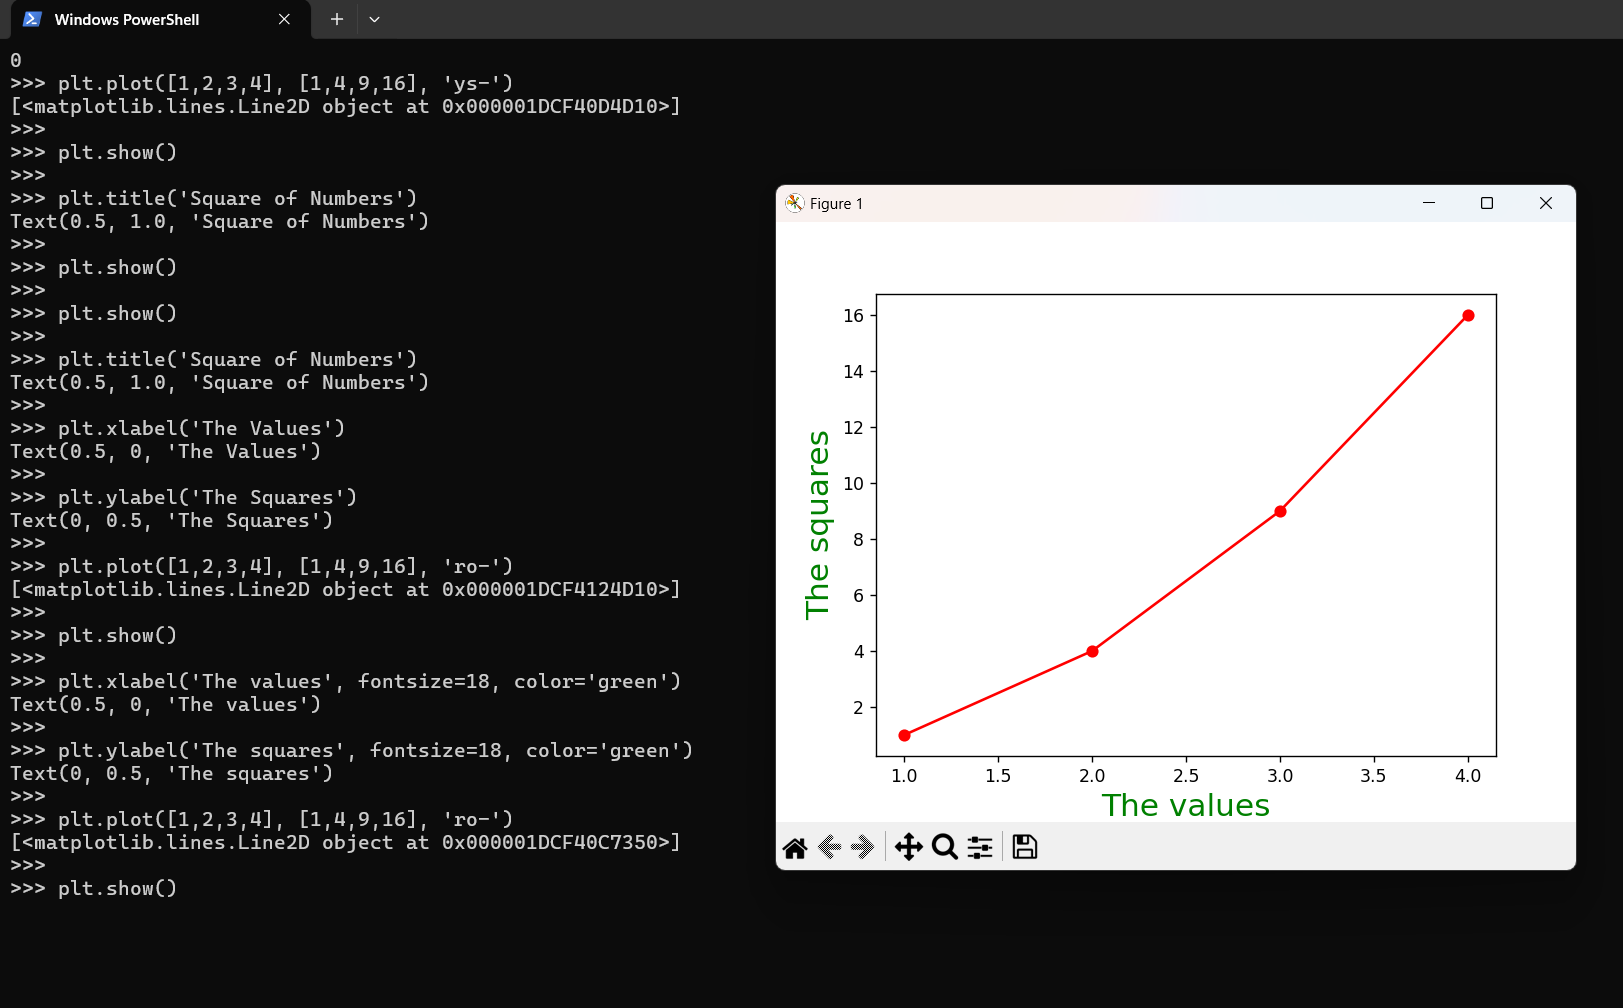 Windows PowerShell
0
>>> plt.plot([1,2,3,4], [1,4,9,16], 'ys-')
[<matplotlib.lines.Line2D object at 0x000001DCF40D4D10>]
>>>
>>> plt.show()
>>>
>>> plt.title('Square of Numbers')
Text(0.5, 1.0, 'Square of Numbers')
>>>
>>> plt.show()
>>>
>>> plt.show()
>>>
>>> plt.title('Square of Numbers')
Text(0.5, 1.0, 'Square of Numbers')
>>>
>>> plt.xlabel('The Values')
Text(0.5, 0, 'The Values')
>>>
>>> plt.ylabel('The Squares')
Text(0, 0.5, 'The Squares')
>>>
>>> plt.plot([1,2,3,4], [1,4,9,16], 'ro-')
[<matplotlib.lines.Line2D object at 0x000001DCF4124D10>]
>>>
>>> plt.show()
>>>
>>> plt.xlabel('The values', fontsize=18, color='green')
Text(0.5, 0, 'The values')
>>>
>>> plt.ylabel('The squares', fontsize=18, color='green')
Text(0, 0.5, 'The squares')
>>>
>>> plt.plot([1,2,3,4], [1,4,9,16], 'ro-')
[<matplotlib.lines.Line2D object at 0x000001DCF40C7350>]
>>>
>>> plt.show()
Figure 1
The squares
16
14
12
10
8
6
4
2
1.0 1.5 2.0 2.5 3.0 3.5 4.0
The values